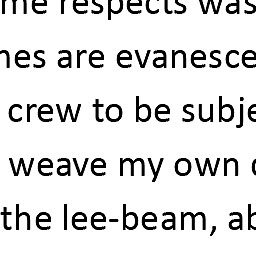 me respects was
nes are evanesce
crew to be subje
weave my own
the lee-beam, ab